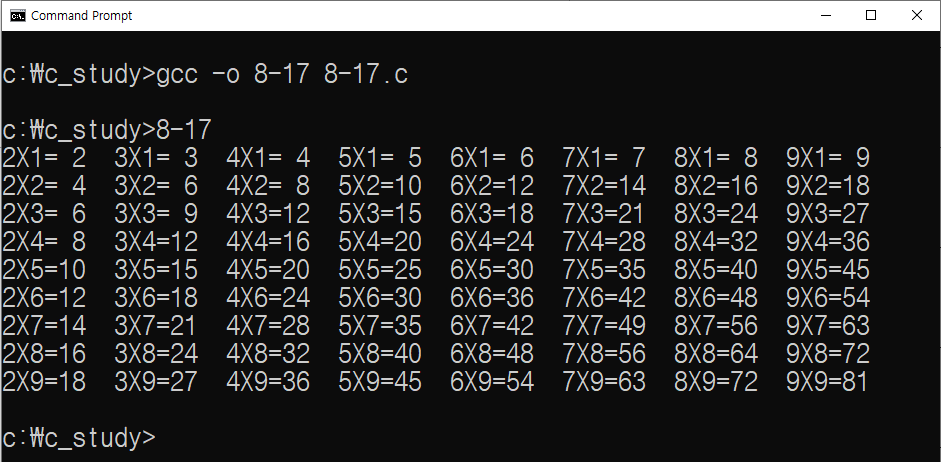 Command Prompt
c:₩c_study>gcc -o 8-17 8-17.c
c:₩c_study>8-17
2X1= 2  3X1= 3  4X1= 4  5X1= 5  6X1= 6  7X1= 7  8X1= 8  9X1= 9
2X2= 4  3X2= 6  4X2= 8  5X2=10  6X2=12  7X2=14  8X2=16  9X2=18
2X3= 6  3X3= 9  4X3=12  5X3=15  6X3=18  7X3=21  8X3=24  9X3=27
2X4= 8  3X4=12  4X4=16  5X4=20  6X4=24  7X4=28  8X4=32  9X4=36
2X5=10  3X5=15  4X5=20  5X5=25  6X5=30  7X5=35  8X5=40  9X5=45
2X6=12  3X6=18  4X6=24  5X6=30  6X6=36  7X6=42  8X6=48  9X6=54
2X7=14  3X7=21  4X7=28  5X7=35  6X7=42  7X7=49  8X7=56  9X7=63
2X8=16  3X8=24  4X8=32  5X8=40  6X8=48  7X8=56  8X8=64  9X8=72
2X9=18  3X9=27  4X9=36  5X9=45  6X9=54  7X9=63  8X9=72  9X9=81
c:₩c_study>